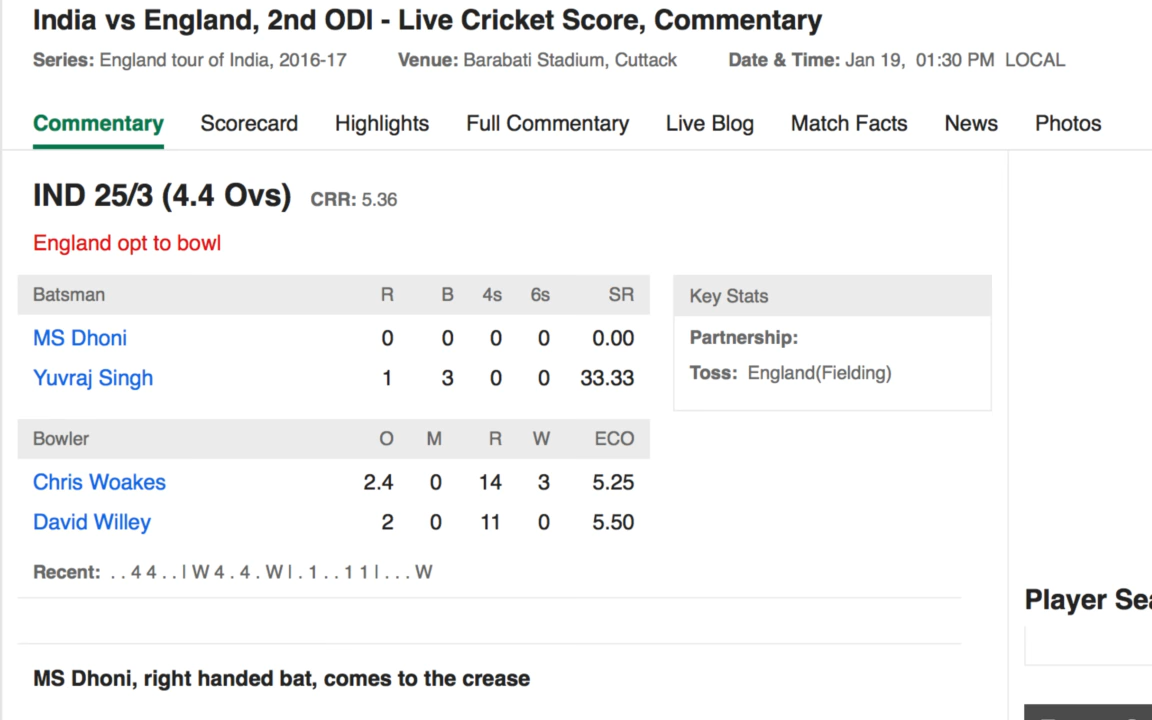 India vs England, 2nd ODI - Live Cricket Score, Commentary
Series: England tour of India, 2016-17 Venue: Barabati Stadium, Cuttack Date & Time: Jan 19, 01:30 PM LOCAL
Commentary Scorecard Highlights Full Commentary Live Blog Match Facts News Photos
IND 25/3 (4.4 Ovs) CRR: 5.36
England opt to bowl
Batsman R B 4s 6s SR
MS Dhoni 0 0 0 0 0.00
Yuvraj Singh 1 3 0 0 33.33
Key Stats
Partnership:
Toss: England(Fielding)
Bowler O M R W ECO
Chris Woakes 2.4 0 14 3 5.25
David Willey 2 0 11 0 5.50
Recent: . . 4 4 . . | W 4 . 4 . W | . 1 . . 1 1 | . . . W
Player Sea
MS Dhoni, right handed bat, comes to the crease